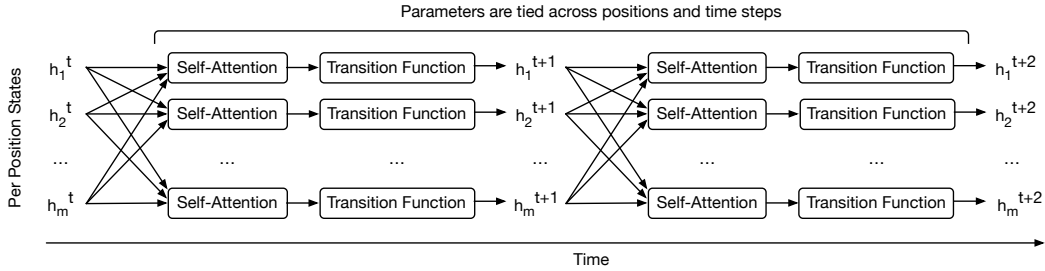 Parameters are tied across positions and time steps
Per Position States
h₁ᵗ Self-Attention Transition Function h₁ᵗ⁺¹ Self-Attention Transition Function h₁ᵗ⁺²
h₂ᵗ Self-Attention Transition Function h₂ᵗ⁺¹ Self-Attention Transition Function h₂ᵗ⁺²
... ... ... ... ... ... ...
hₘᵗ Self-Attention Transition Function hₘᵗ⁺¹ Self-Attention Transition Function hₘᵗ⁺²
Time